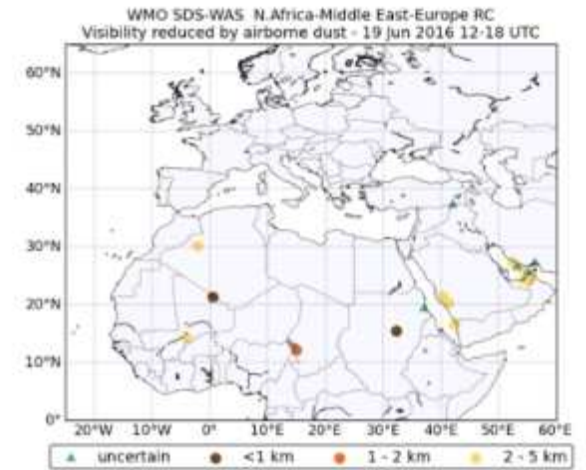 WMO SDS-WAS N.Africa-Middle East-Europe RC
Visibility reduced by airborne dust - 19 Jun 2016 12-18 UTC
60°N
50°N
40°N
30°N
20°N
10°N
0°
20°W 10°W 0° 10°E 20°E 30°E 40°E 50°E 60°E
uncertain <1 km 1 - 2 km 2 - 5 km